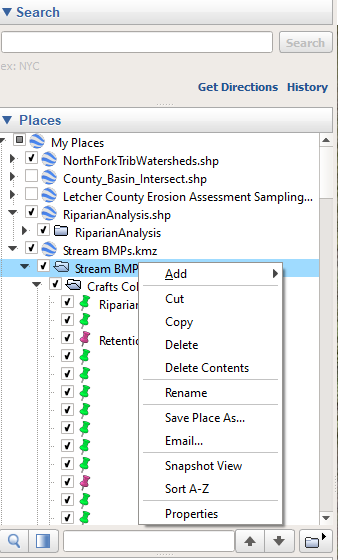 Search
Search
ex: NYC
Get Directions History
Places
My Places
NorthForkTribWatersheds.shp
County_Basin_Intersect.shp
Letcher County Erosion Assessment Sampling...
RiparianAnalysis.shp
RiparianAnalysis
Stream BMPs.kmz
Stream BMP
Crafts Col
Riparian
Retentio
Add
Cut
Copy
Delete
Delete Contents
Rename
Save Place As...
Email...
Snapshot View
Sort A-Z
Properties